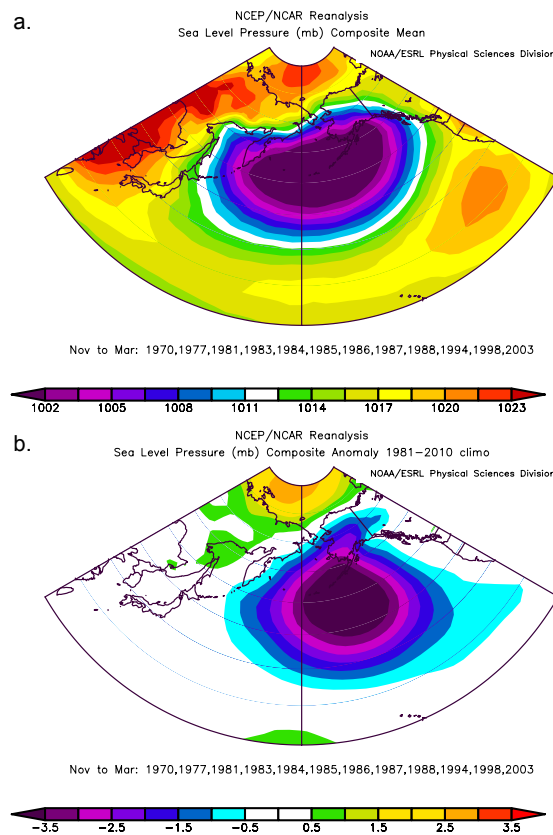 a.
NCEP/NCAR Reanalysis
Sea Level Pressure (mb) Composite Mean
NOAA/ESRL Physical Sciences Division
Nov to Mar: 1970,1977,1981,1983,1984,1985,1986,1987,1988,1994,1998,2003
1002 1005 1008 1011 1014 1017 1020 1023
b.
NCEP/NCAR Reanalysis
Sea Level Pressure (mb) Composite Anomaly 1981-2010 climo
NOAA/ESRL Physical Sciences Division
Nov to Mar: 1970,1977,1981,1983,1984,1985,1986,1987,1988,1994,1998,2003
-3.5 -2.5 -1.5 -0.5 0.5 1.5 2.5 3.5